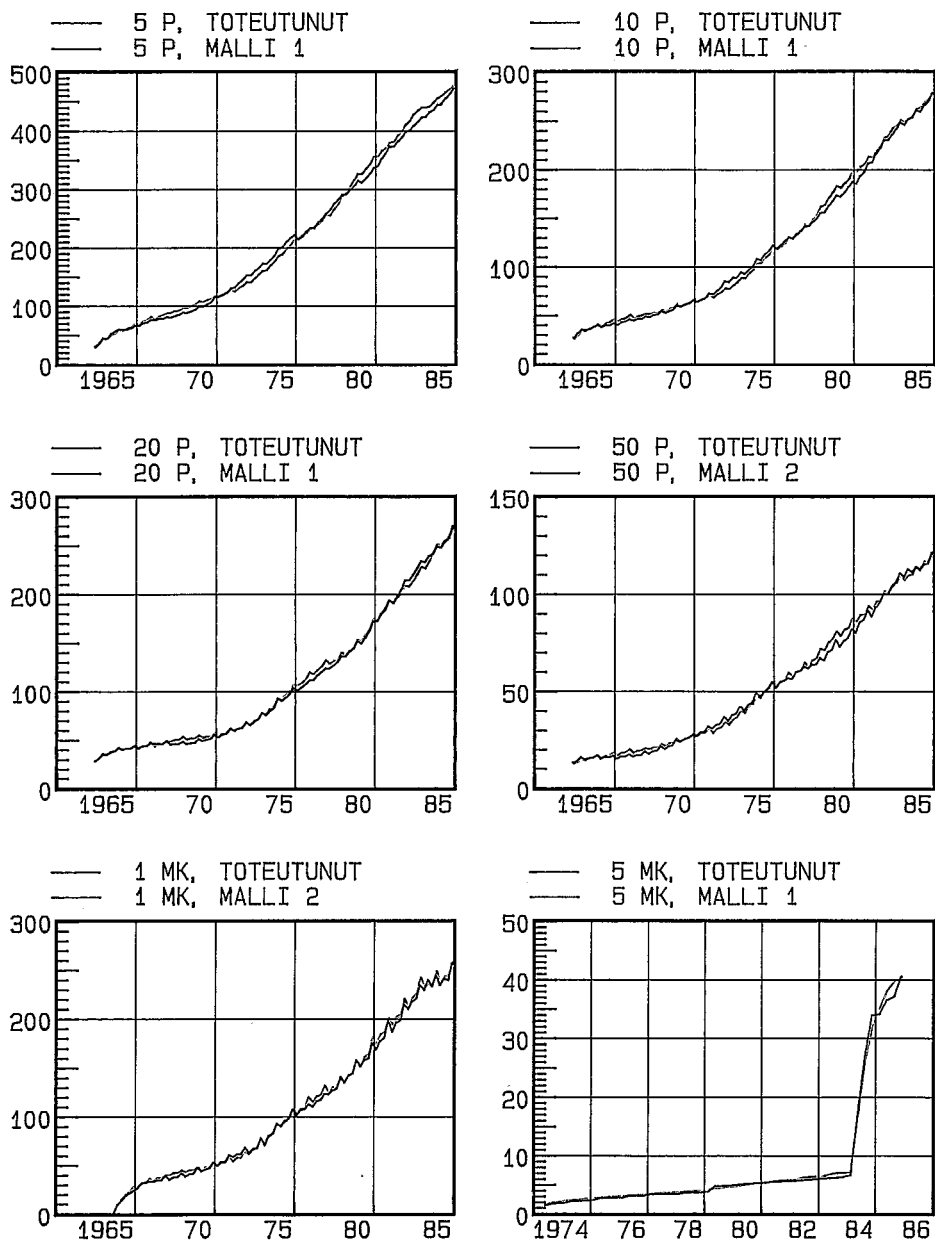 5 P, TOTEUTUNUT
5 P, MALLI 1
500
400
300
200
100
0
1965 70 75 80 85
10 P, TOTEUTUNUT
10 P, MALLI 1
300
200
100
0
1965 70 75 80 85
20 P, TOTEUTUNUT
20 P, MALLI 1
300
200
100
0
1965 70 75 80 85
50 P, TOTEUTUNUT
50 P, MALLI 2
150
100
50
0
1965 70 75 80 85
1 MK, TOTEUTUNUT
1 MK, MALLI 2
300
200
100
0
1965 70 75 80 85
5 MK, TOTEUTUNUT
5 MK, MALLI 1
50
40
30
20
10
0
1974 76 78 80 82 84 86